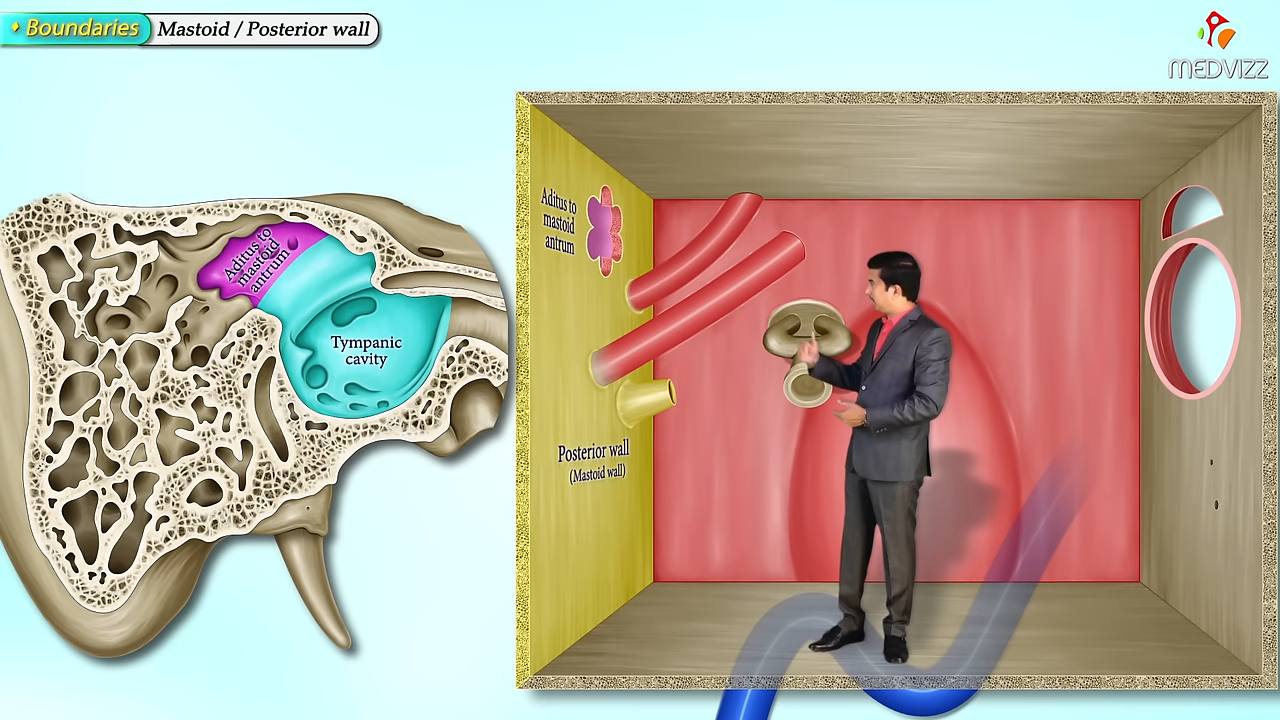 Boundaries
Mastoid / Posterior wall
MEDVIZZ
Aditus to
mastoid
antrum
Tympanic
cavity
Aditus to
mastoid
antrum
Posterior wall
(Mastoid wall)